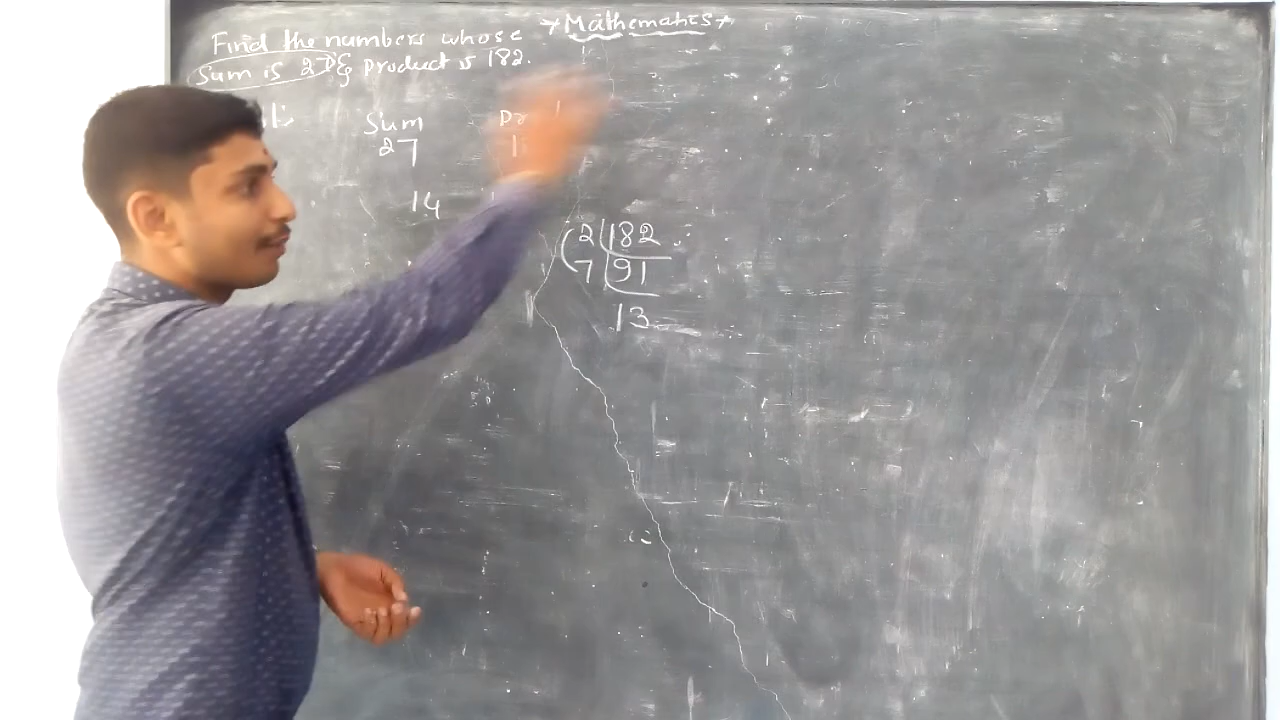 Mathematics
Find the numbers whose
Sum is 27 & product is 182.
Sum
27
14
2 182
7 91
13